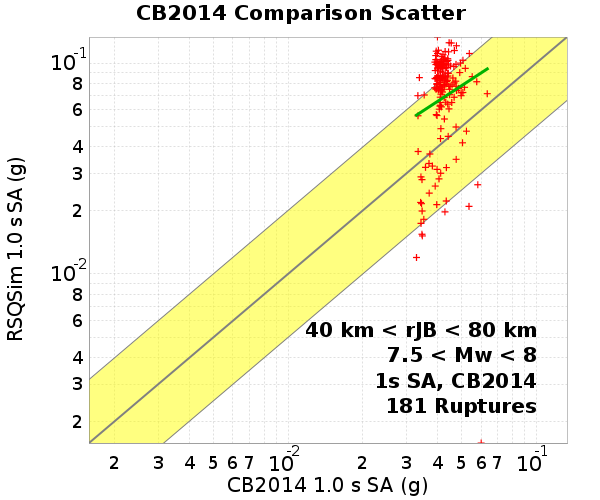 CB2014 Comparison Scatter
RSQSim 1.0 s SA (g)
10-1
8
6
4
3
2
10-2
8
6
4
3
2
40 km < rJB < 80 km
7.5 < Mw < 8
1s SA, CB2014
181 Ruptures
2 3 4 5 6 7 10-2 2 3 4 5 6 7 10-1
CB2014 1.0 s SA (g)